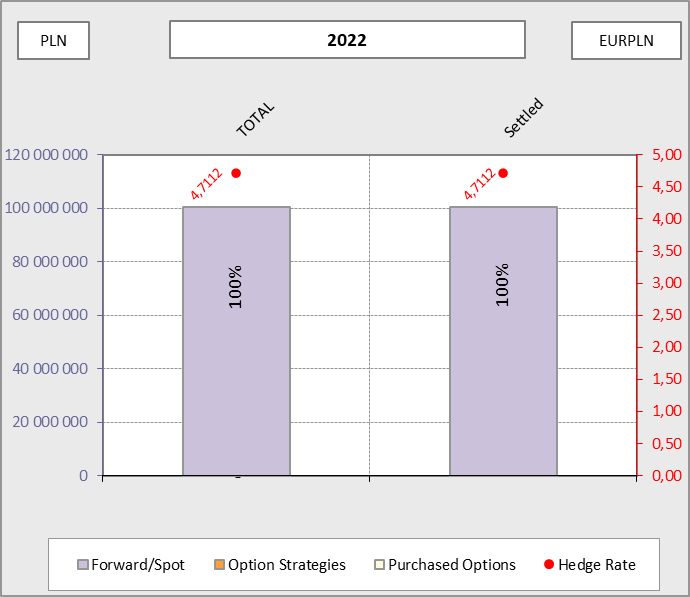 PLN
2022
EURPLN
TOTAL
Settled
120 000 000
100 000 000
80 000 000
60 000 000
40 000 000
20 000 000
0
4,7112
4,7112
100%
100%
-
5,00
4,50
4,00
3,50
3,00
2,50
2,00
1,50
1,00
0,50
0,00
Forward/Spot
Option Strategies
Purchased Options
Hedge Rate